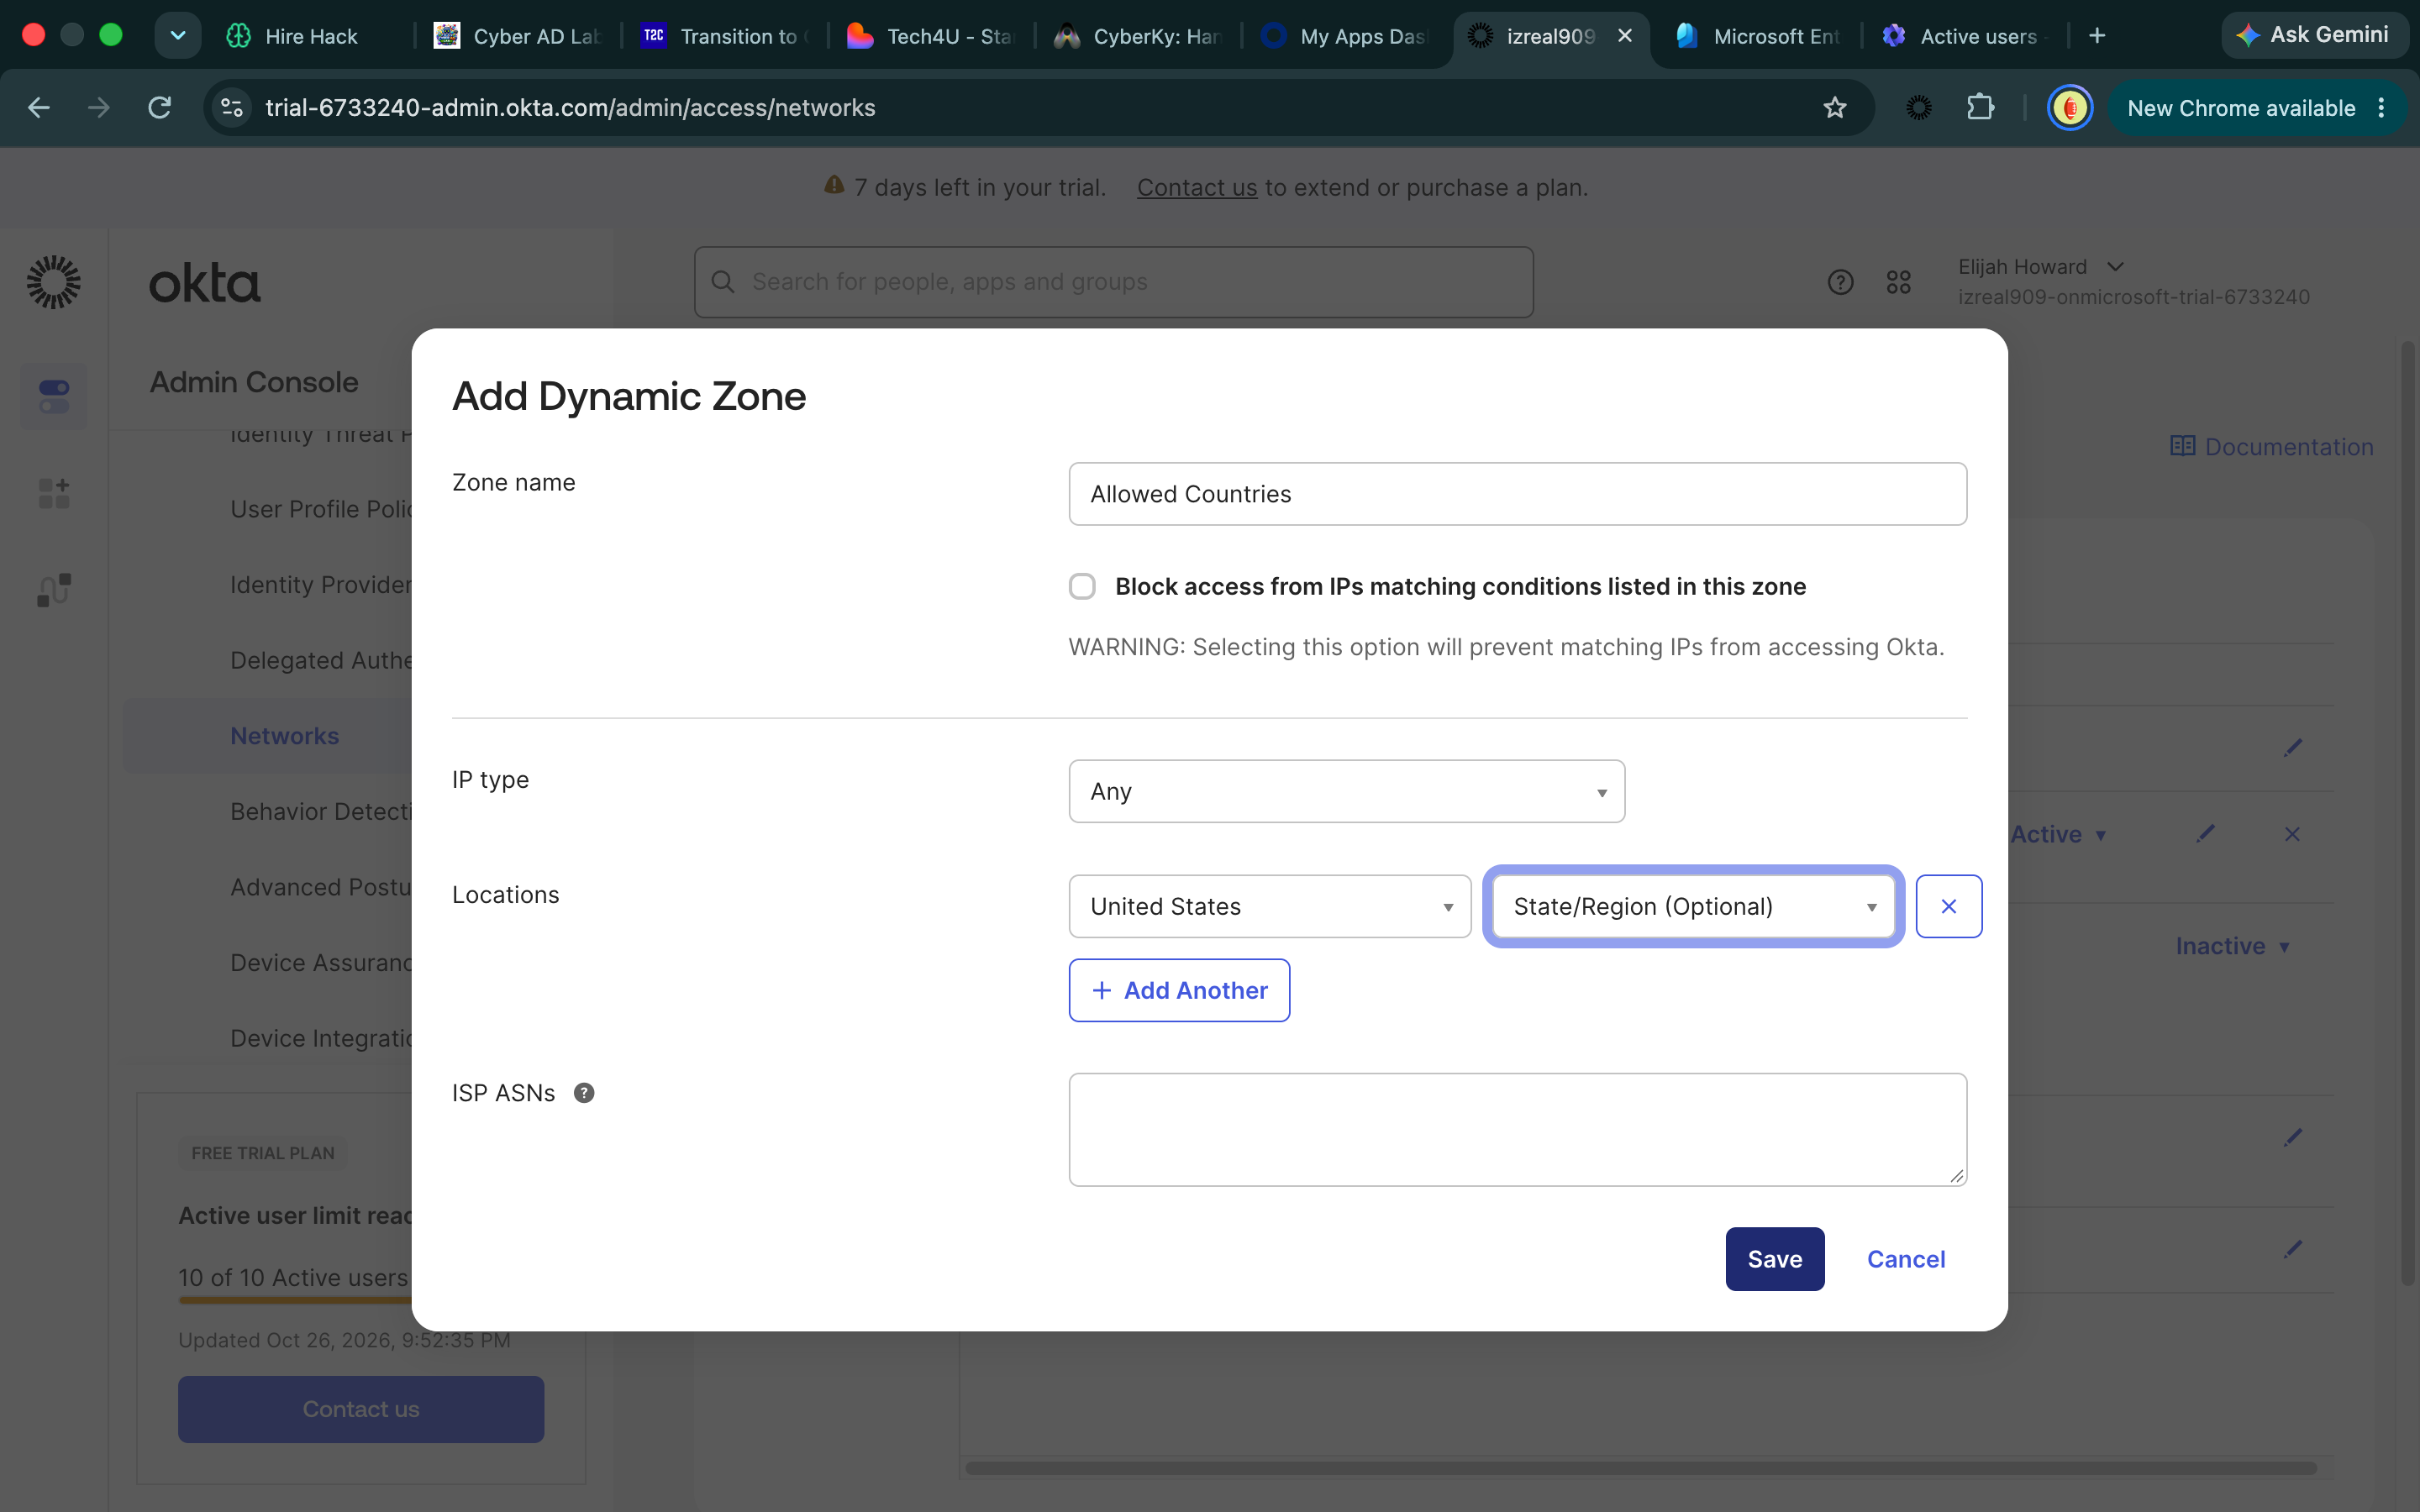 Hire Hack
Cyber AD Lab
T2C Transition to
Tech4U - Sta
CyberKy: Han
My Apps Das
izreal909
Microsoft Ent
Active users
Ask Gemini
trial-6733240-admin.okta.com/admin/access/networks
New Chrome available
7 days left in your trial. Contact us to extend or purchase a plan.
okta
Search for people, apps and groups
Elijah Howard
izreal909-onmicrosoft-trial-6733240
Admin Console
Documentation
Identity Threat P
User Profile Polic
Identity Provider
Delegated Authe
Networks
Behavior Detecti
Advanced Postu
Device Assuranc
Device Integratic
FREE TRIAL PLAN
Active user limit reac
10 of 10 Active users
Updated Oct 26, 2026, 9:52:35 PM
Contact us
Add Dynamic Zone
Zone name
Allowed Countries
Block access from IPs matching conditions listed in this zone
WARNING: Selecting this option will prevent matching IPs from accessing Okta.
IP type
Any
Locations
United States
State/Region (Optional)
Add Another
ISP ASNs
Save
Cancel
Active
Inactive